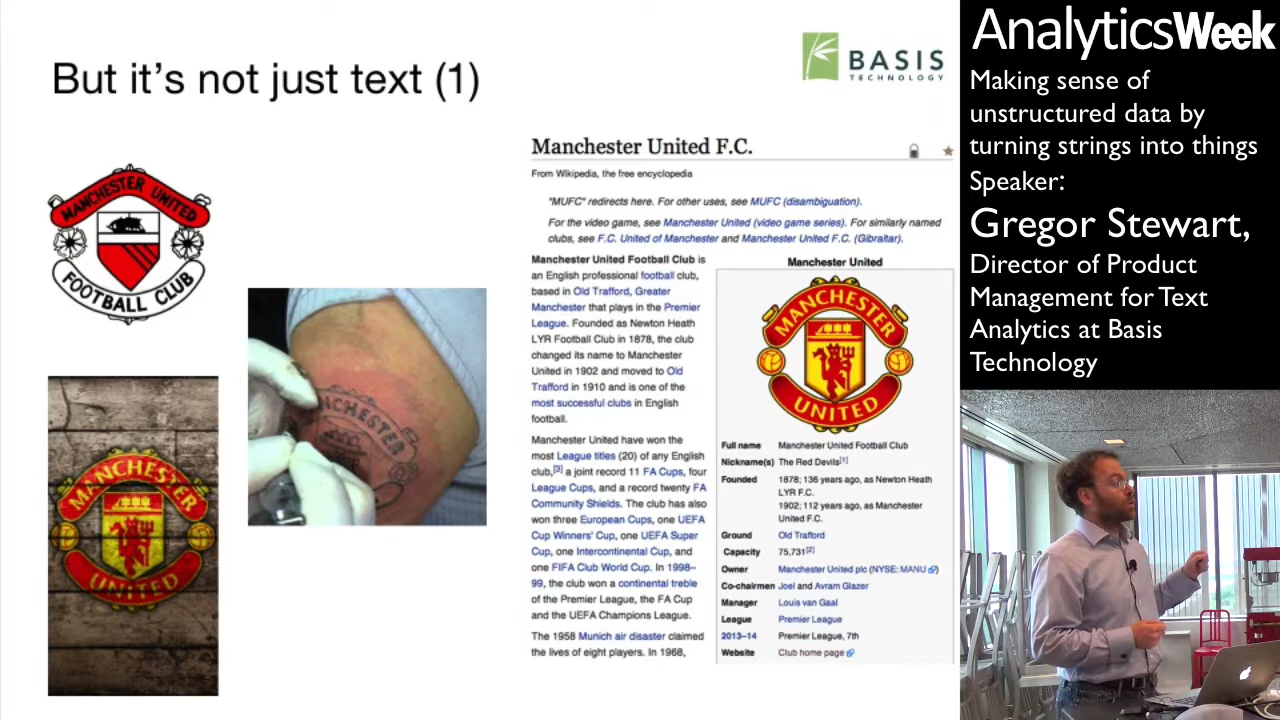 But it's not just text (1)
BASIS
TECHNOLOGY
MANCHESTER UNITED
FOOTBALL CLUB
MANCHESTER
UNITED
NCHESTER
Manchester United F.C.
From Wikipedia, the free encyclopedia
"MUFC" redirects here. For other uses, see MUFC (disambiguation).
For the video game, see Manchester United (video game series). For similarly named
clubs, see F.C. United of Manchester and Manchester United F.C. (Gibraltar).
Manchester United Football Club is
an English professional football club,
based in Old Trafford, Greater
Manchester that plays in the Premier
League. Founded as Newton Heath
LYR Football Club in 1878, the club
changed its name to Manchester
United in 1902 and moved to Old
Trafford in 1910 and is one of the
most successful clubs in English
football.
Manchester United have won the
most League titles (20) of any English
club,[3] a joint record 11 FA Cups, four
League Cups, and a record twenty FA
Community Shields. The club has also
won three European Cups, one UEFA
Cup Winners' Cup, one UEFA Super
Cup, one Intercontinental Cup, and
one FIFA Club World Cup. In 1998–
99, the club won a continental treble
of the Premier League, the FA Cup
and the UEFA Champions League.
The 1958 Munich air disaster claimed
the lives of eight players. In 1968,
Manchester United
MANCHESTER
UNITED
Full name Manchester United Football Club
Nickname(s) The Red Devils[1]
Founded 1878; 136 years ago, as Newton Heath
LYR F.C.
1902; 112 years ago, as Manchester
United F.C.
Ground Old Trafford
Capacity 75,731[2]
Owner Manchester United plc (NYSE: MANU)
Co-chairmen Joel and Avram Glazer
Manager Louis van Gaal
League Premier League
2013–14 Premier League, 7th
Website Club home page
AnalyticsWeek
Making sense of
unstructured data by
turning strings into things
Speaker:
Gregor Stewart,
Director of Product
Management for Text
Analytics at Basis
Technology